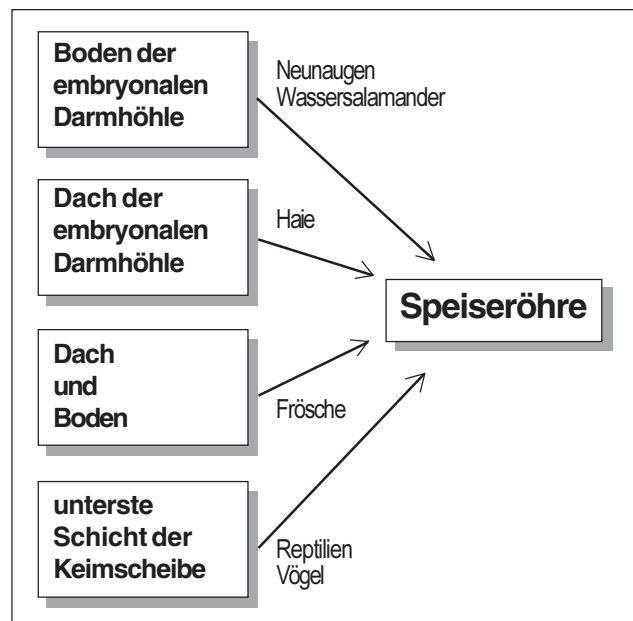 Boden der
embryonalen
Darmhöhle
Neunaugen
Wassersalamander
Dach der
embryonalen
Darmhöhle
Haie
Speiseröhre
Dach
und
Boden
Frösche
unterste
Schicht der
Keimscheibe
Reptilien
Vögel